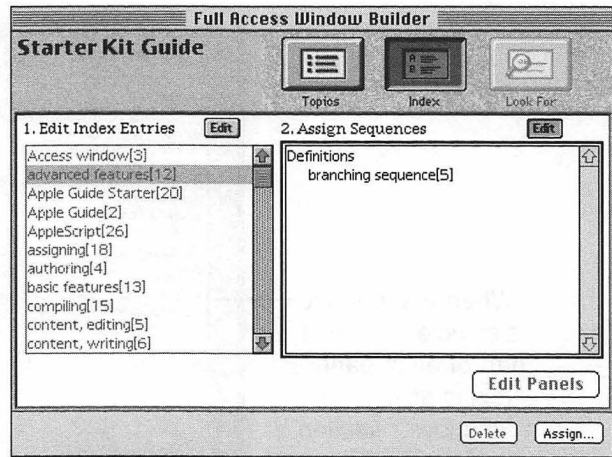 Full Access Window Builder
Starter Kit Guide
Topics
Index
Look For
1. Edit Index Entries
Edit
2. Assign Sequences
Edit
Access window[3]
advanced features[12]
Apple Guide Starter[20]
Apple Guide[2]
AppleScript[26]
assigning[18]
authoring[4]
basic features[13]
compiling[15]
content, editing[5]
content, writing[6]
Definitions
branching sequence[5]
Edit Panels
Delete
Assign...